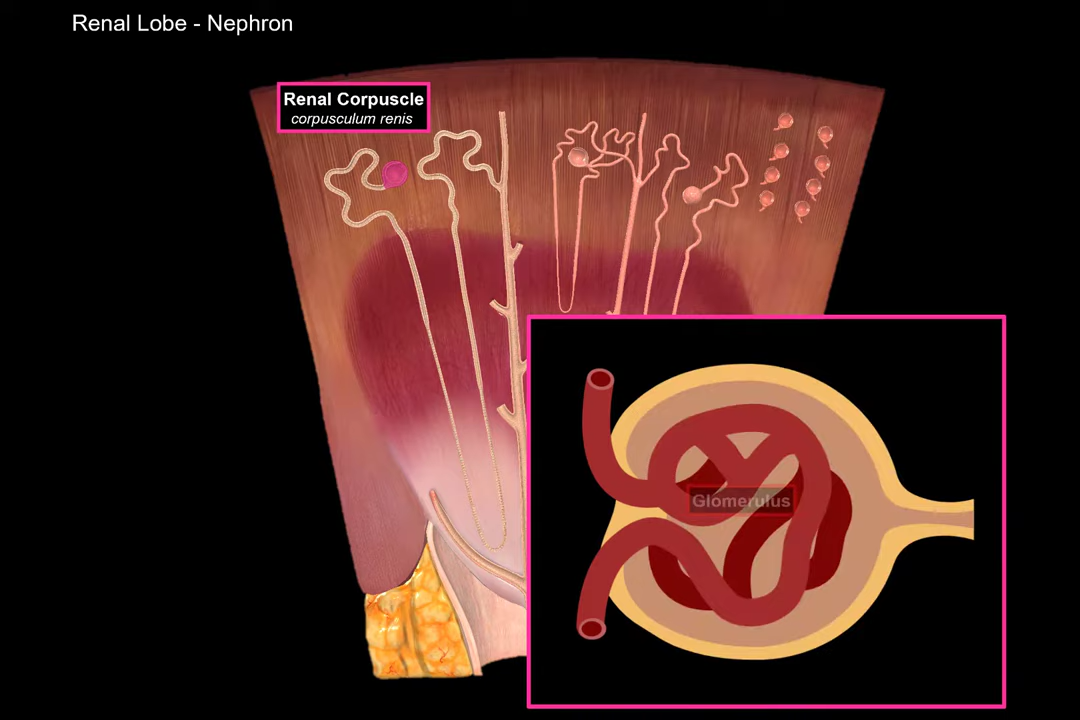 Renal Lobe - Nephron
Renal Corpuscle
corpusculum renis
Glomerulus